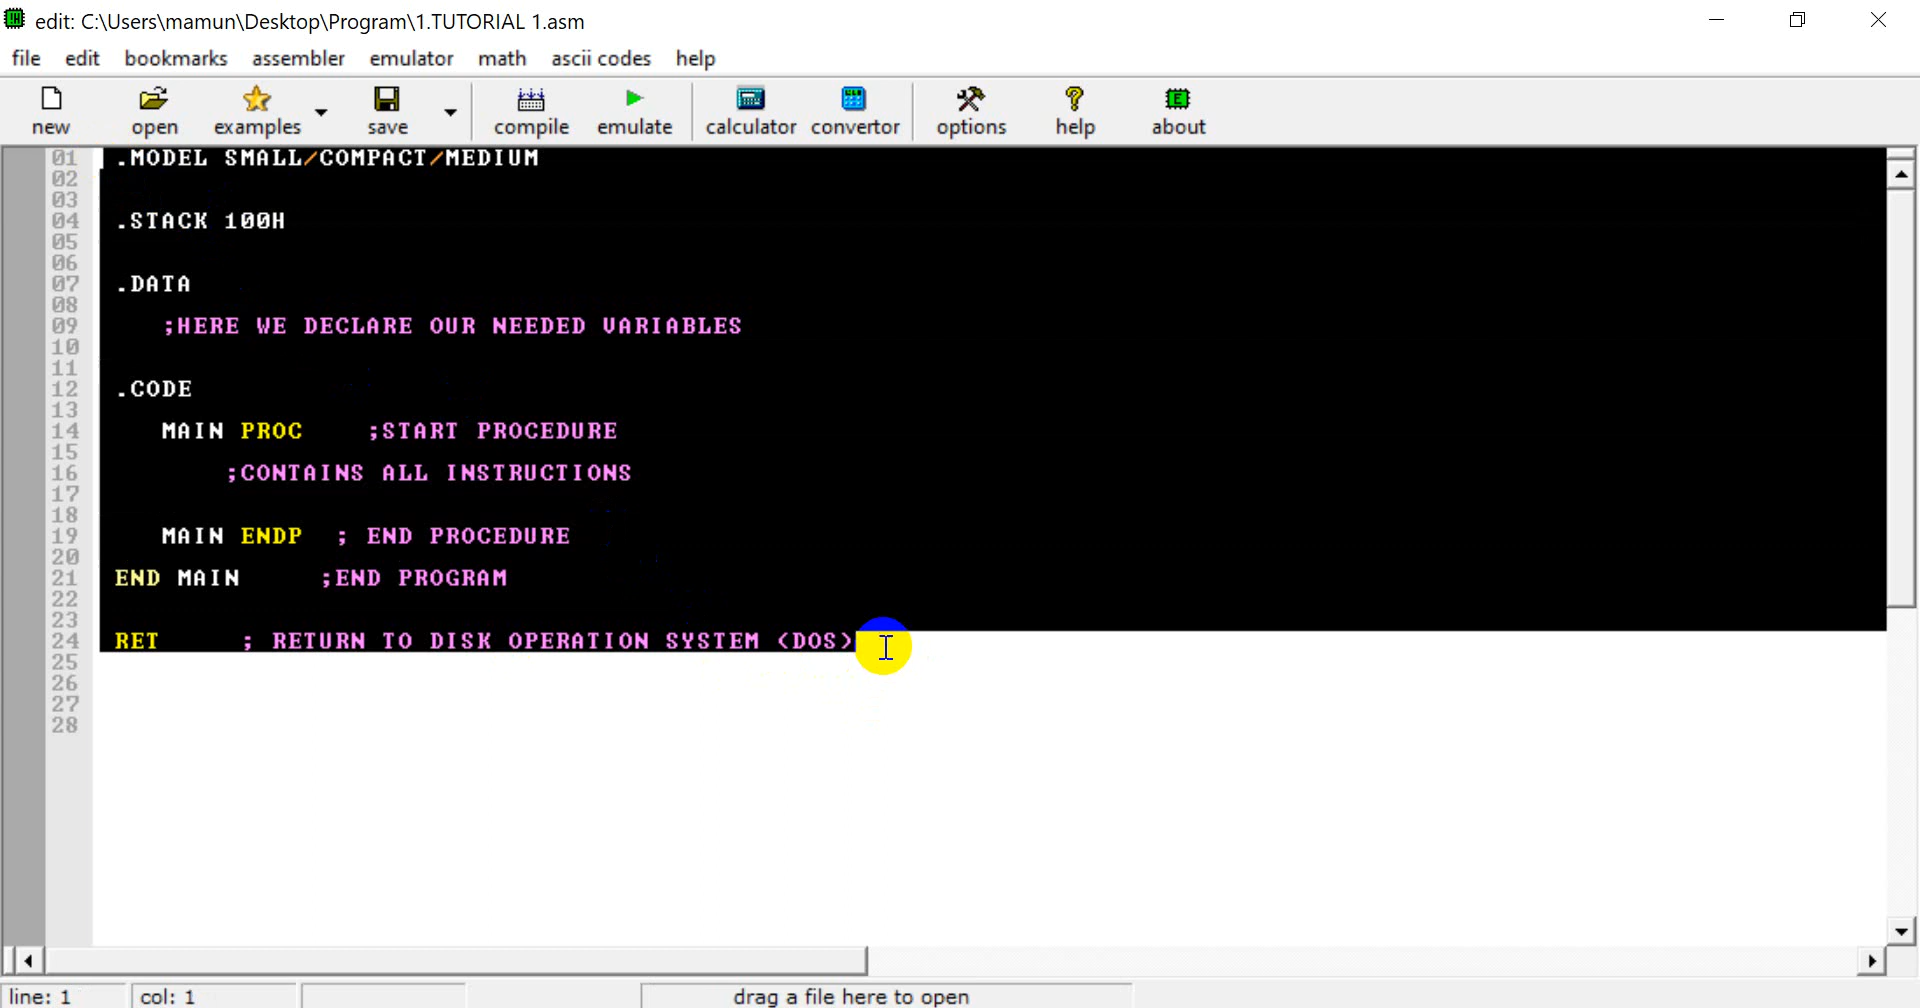 edit: C:\Users\mamun\Desktop\Program\1.TUTORIAL 1.asm
file edit bookmarks assembler emulator math ascii codes help
new open examples save compile emulate calculator convertor options help about
01 .MODEL SMALL/COMPACT/MEDIUM
02
03
04 .STACK 100H
05
06
07 .DATA
08
09 ;HERE WE DECLARE OUR NEEDED VARIABLES
10
11
12 .CODE
13
14 MAIN PROC ;START PROCEDURE
15
16 ;CONTAINS ALL INSTRUCTIONS
17
18
19 MAIN ENDP ; END PROCEDURE
20
21 END MAIN ;END PROGRAM
22
23
24 RET ; RETURN TO DISK OPERATION SYSTEM (DOS)
25
26
27
28
line: 1 col: 1 drag a file here to open